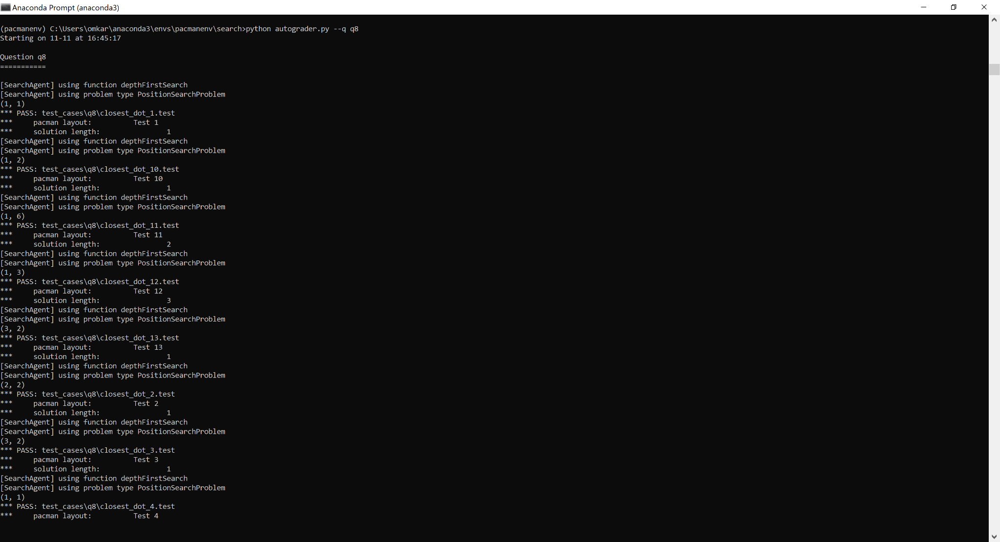 Anaconda Prompt (anaconda3)
(pacmanenv) C:\Users\omkar\anaconda3\envs\pacmanenv\search>python autograder.py --q q8
Starting on 11-11 at 16:45:17
Question q8
===========
[SearchAgent] using function depthFirstSearch
[SearchAgent] using problem type PositionSearchProblem
(1, 1)
*** PASS: test_cases\q8\closest_dot_1.test
***     pacman layout:          Test 1
***     solution length:                1
[SearchAgent] using function depthFirstSearch
[SearchAgent] using problem type PositionSearchProblem
(1, 2)
*** PASS: test_cases\q8\closest_dot_10.test
***     pacman layout:          Test 10
***     solution length:                1
[SearchAgent] using function depthFirstSearch
[SearchAgent] using problem type PositionSearchProblem
(1, 6)
*** PASS: test_cases\q8\closest_dot_11.test
***     pacman layout:          Test 11
***     solution length:                2
[SearchAgent] using function depthFirstSearch
[SearchAgent] using problem type PositionSearchProblem
(1, 3)
*** PASS: test_cases\q8\closest_dot_12.test
***     pacman layout:          Test 12
***     solution length:                3
[SearchAgent] using function depthFirstSearch
[SearchAgent] using problem type PositionSearchProblem
(3, 2)
*** PASS: test_cases\q8\closest_dot_13.test
***     pacman layout:          Test 13
***     solution length:                1
[SearchAgent] using function depthFirstSearch
[SearchAgent] using problem type PositionSearchProblem
(2, 2)
*** PASS: test_cases\q8\closest_dot_2.test
***     pacman layout:          Test 2
***     solution length:                1
[SearchAgent] using function depthFirstSearch
[SearchAgent] using problem type PositionSearchProblem
(3, 2)
*** PASS: test_cases\q8\closest_dot_3.test
***     pacman layout:          Test 3
***     solution length:                1
[SearchAgent] using function depthFirstSearch
[SearchAgent] using problem type PositionSearchProblem
(1, 1)
*** PASS: test_cases\q8\closest_dot_4.test
***     pacman layout:          Test 4